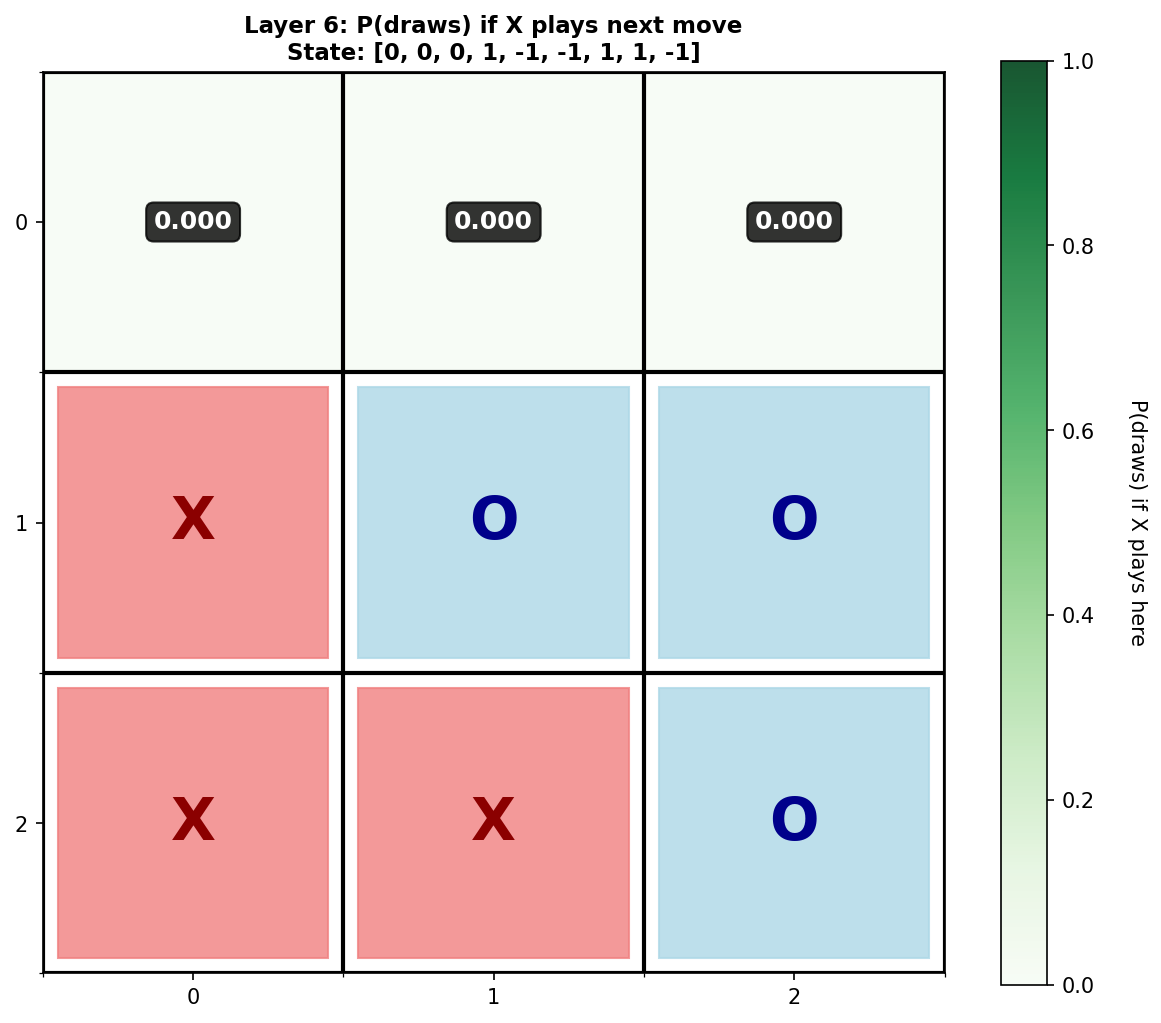 Layer 6: P(draws) if X plays next move
State: [0, 0, 0, 1, -1, -1, 1, 1, -1]
0
0.000 0.000 0.000
1
X O O
2
X X O
0 1 2
1.0
0.8
0.6
0.4
0.2
0.0
P(draws) if X plays here